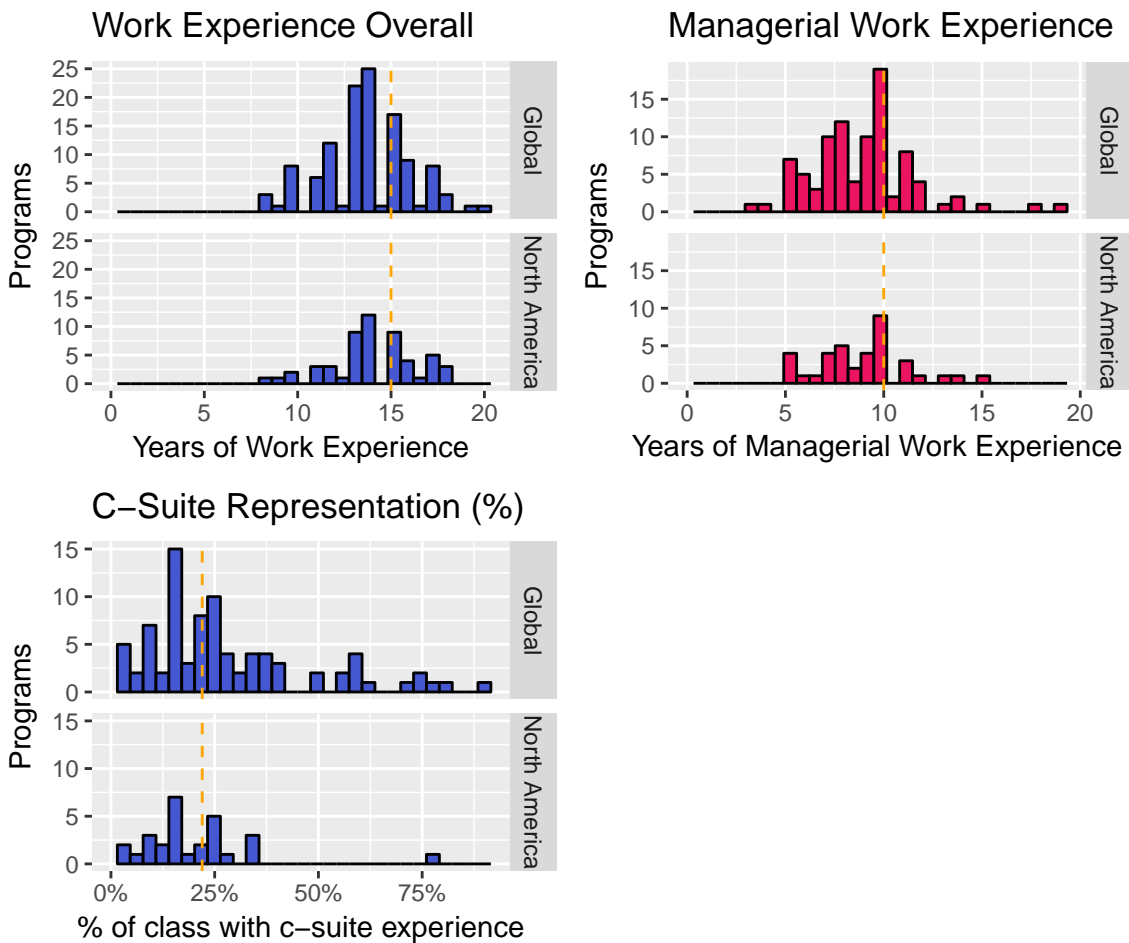 Work Experience Overall
25
20
15
10
5
0
Global
25
20
15
10
5
0
North America
Programs
0 5 10 15 20
Years of Work Experience
Managerial Work Experience
15
10
5
0
Global
15
10
5
0
North America
Programs
0 5 10 15 20
Years of Managerial Work Experience
C−Suite Representation (%)
15
10
5
0
Global
15
10
5
0
North America
Programs
0% 25% 50% 75%
% of class with c−suite experience